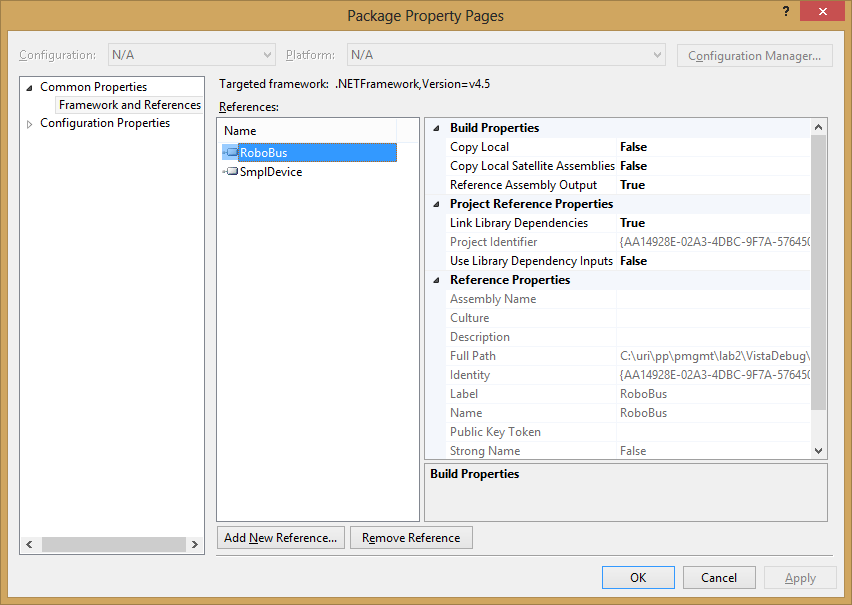 Package Property Pages
?
Configuration: N/A Platform: N/A Configuration Manager...
Common Properties
Framework and References
Configuration Properties
Targeted framework: .NETFramework,Version=v4.5
References:
Name
RoboBus
SmplDevice
Build Properties
Copy Local False
Copy Local Satellite Assemblies False
Reference Assembly Output True
Project Reference Properties
Link Library Dependencies True
Project Identifier {AA14928E-02A3-4DBC-9F7A-576450
Use Library Dependency Inputs False
Reference Properties
Assembly Name
Culture
Description
Full Path C:\uri\pp\pmgmt\lab2\VistaDebug\
Identity {AA14928E-02A3-4DBC-9F7A-576450
Label RoboBus
Name RoboBus
Public Key Token
Strong Name False
Build Properties
Add New Reference... Remove Reference
OK Cancel Apply